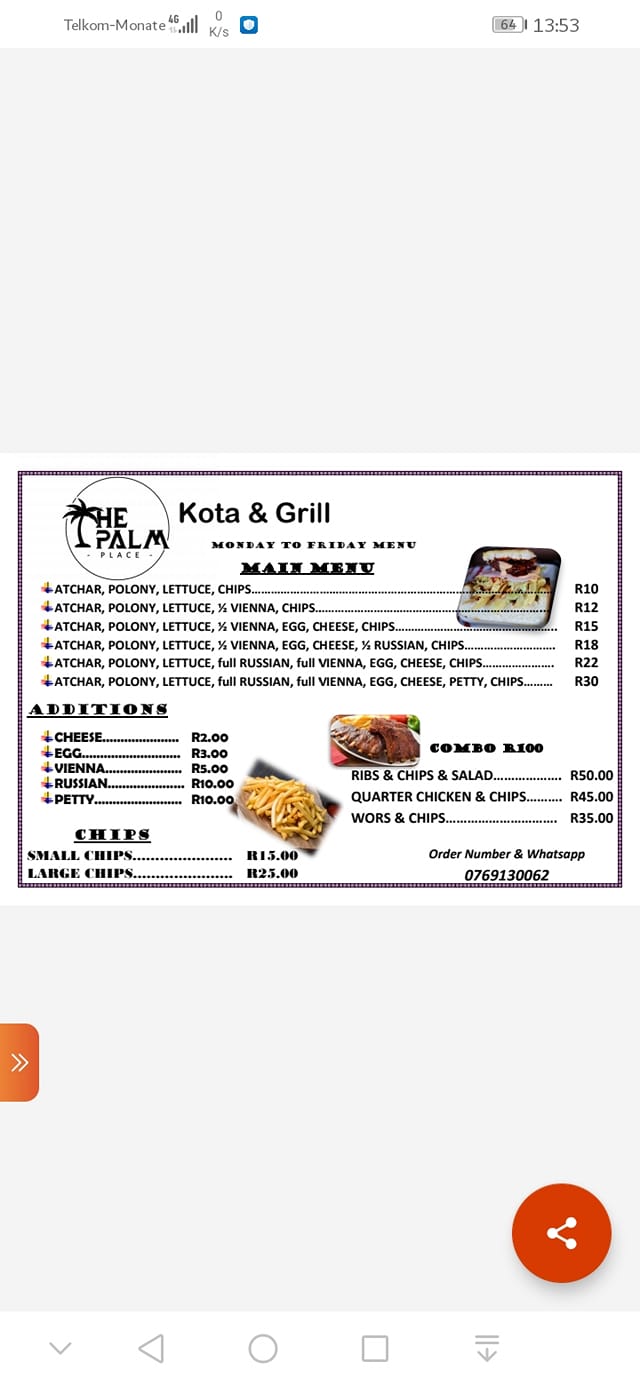 Telkom-Monate 4G 0 K/s 64 13:53
THE PALM
- PLACE -
Kota & Grill
MONDAY TO FRIDAY MENU
MAIN MENU
ATCHAR, POLONY, LETTUCE, CHIPS.................... R10
ATCHAR, POLONY, LETTUCE, ½ VIENNA, CHIPS.................... R12
ATCHAR, POLONY, LETTUCE, ½ VIENNA, EGG, CHEESE, CHIPS.................... R15
ATCHAR, POLONY, LETTUCE, ½ VIENNA, EGG, CHEESE, ½ RUSSIAN, CHIPS.................... R18
ATCHAR, POLONY, LETTUCE, full RUSSIAN, full VIENNA, EGG, CHEESE, CHIPS.................... R22
ATCHAR, POLONY, LETTUCE, full RUSSIAN, full VIENNA, EGG, CHEESE, PETTY, CHIPS......... R30
ADDITIONS
CHEESE.................... R2.00
EGG.................... R3.00
VIENNA.................... R5.00
RUSSIAN.................... R10.00
PETTY.................... R10.00
CHIPS
SMALL CHIPS.................... R15.00
LARGE CHIPS.................... R25.00
COMBO R100
RIBS & CHIPS & SALAD.................. R50.00
QUARTER CHICKEN & CHIPS.......... R45.00
WORS & CHIPS.................... R35.00
Order Number & Whatsapp
0769130062